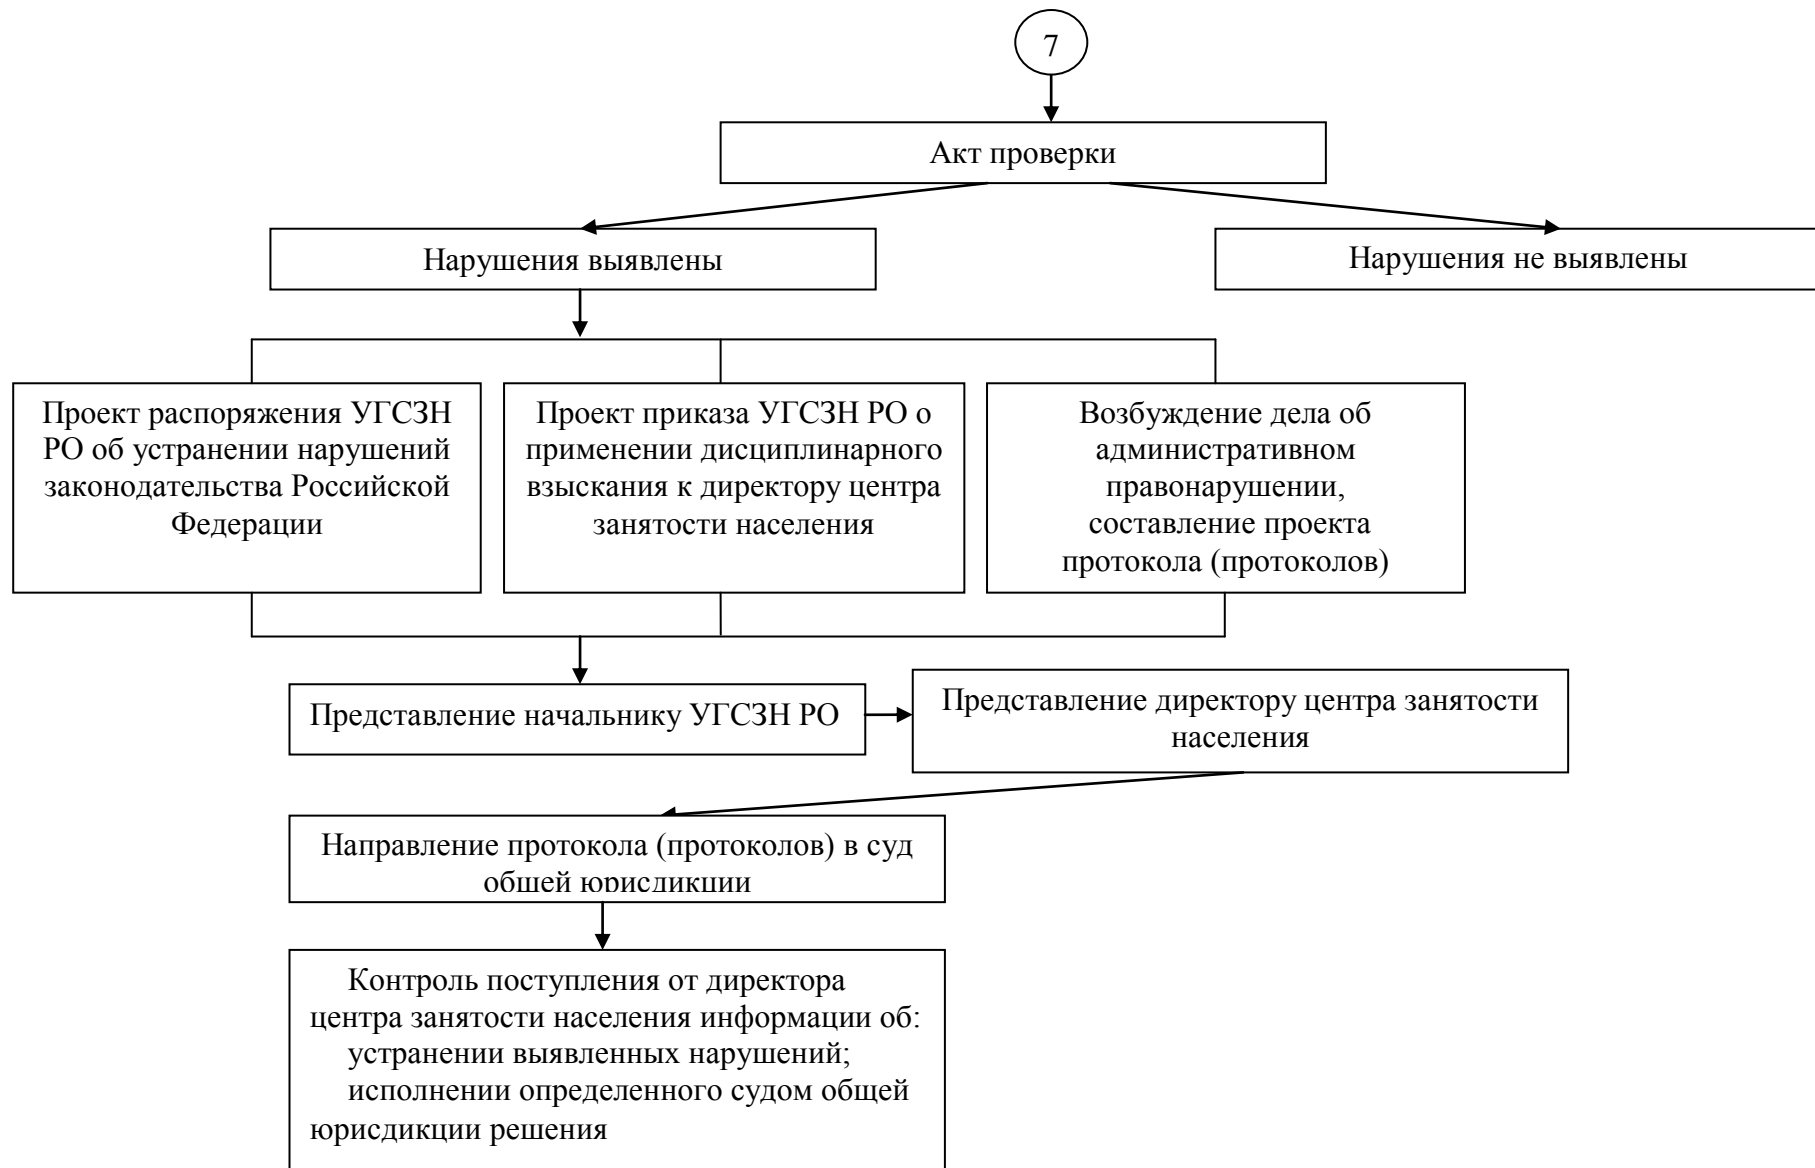 7
Акт проверки
Нарушения выявлены
Нарушения не выявлены
Проект распоряжения УГСЗН
РО об устранении нарушений
законодательства Российской
Федерации
Проект приказа УГСЗН РО о
применении дисциплинарного
взыскания к директору центра
занятости населения
Возбуждение дела об
административном
правонарушении,
составление проекта
протокола (протоколов)
Представление начальнику УГСЗН РО
Представление директору центра занятости
населения
Направление протокола (протоколов) в суд
общей юрисдикции
Контроль поступления от директора
центра занятости населения информации об:
устранении выявленных нарушений;
исполнении определенного судом общей
юрисдикции решения